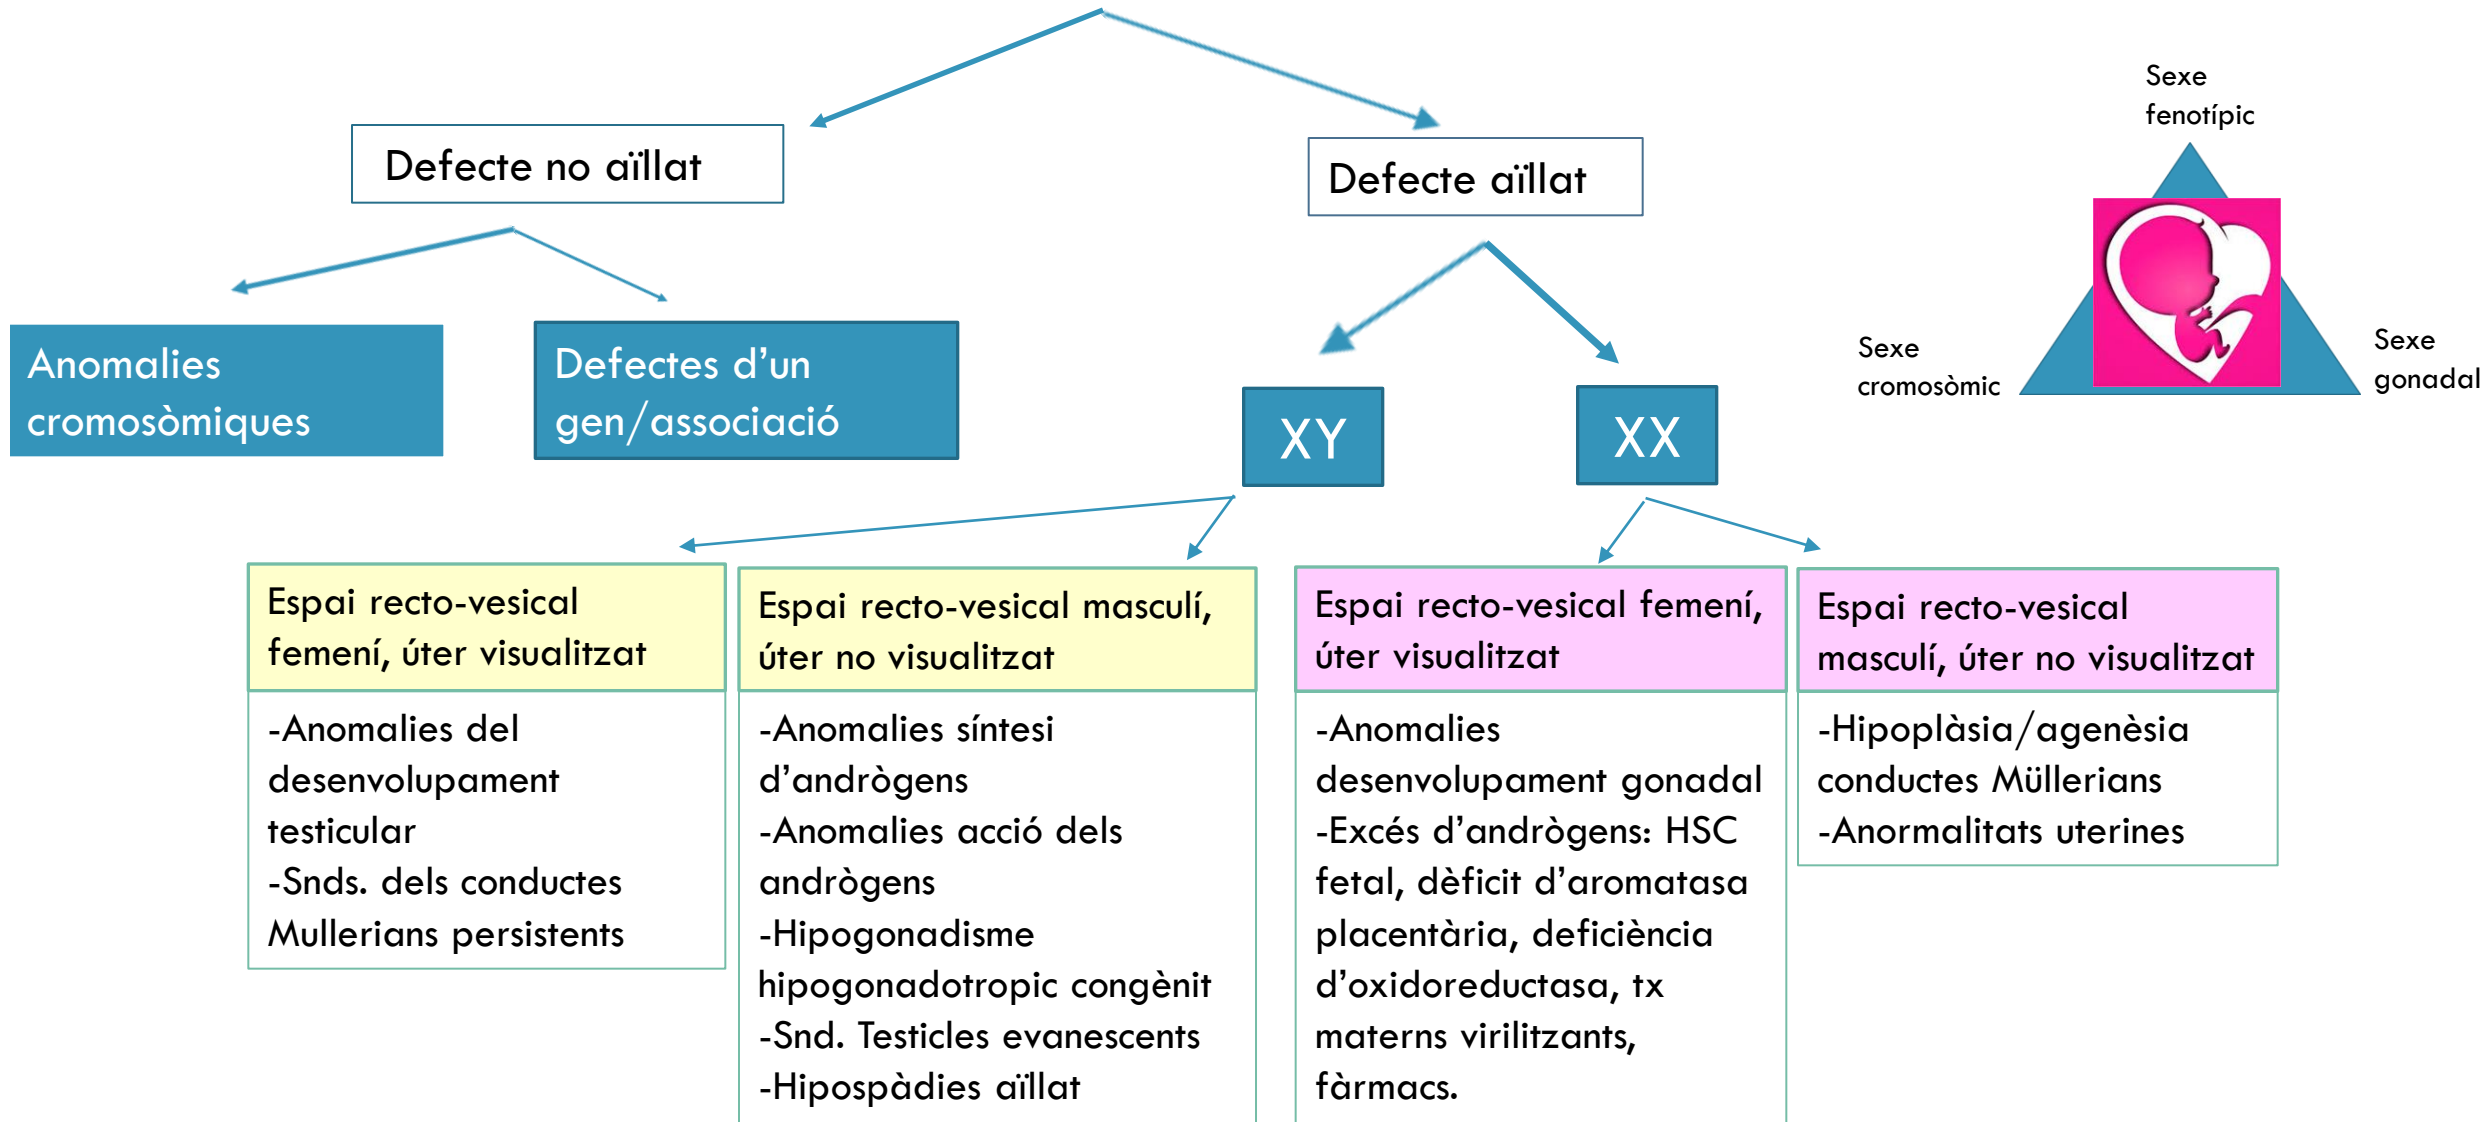 Sexe
fenotípic
Defecte no aïllat
Defecte aïllat
Anomalies
cromosòmiques
Defectes d’un
gen/associació
Sexe
cromosòmic
Sexe
gonadal
XY
XX
Espai recto-vesical
femení, úter visualitzat
-Anomalies del
desenvolupament
testicular
-Snds. dels conductes
Mullerians persistents
Espai recto-vesical masculí,
úter no visualitzat
-Anomalies síntesi
d’andrògens
-Anomalies acció dels
andrògens
-Hipogonadisme
hipogonadotropic congènit
-Snd. Testicles evanescents
-Hipospàdies aïllat
Espai recto-vesical femení,
úter visualitzat
-Anomalies
desenvolupament gonadal
-Excés d’andrògens: HSC
fetal, dèficit d’aromatasa
placentària, deficiència
d’oxidoreductasa, tx
materns virilitzants,
fàrmacs.
Espai recto-vesical
masculí, úter no visualitzat
-Hipoplàsia/agenèsia
conductes Müllerians
-Anormalitats uterines